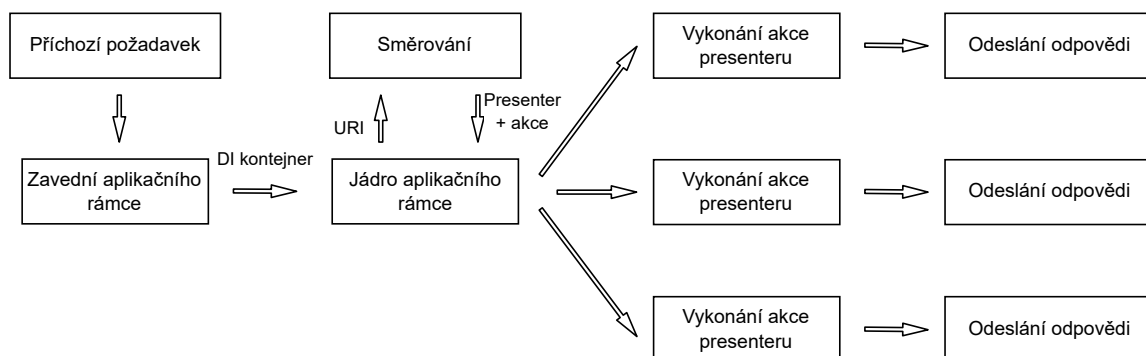 Příchozí požadavek
Směrování
Vykonání akce
presenteru
Odeslání odpovědi
URI
Presenter
+ akce
Zavední aplikačního
rámce
DI kontejner
Jádro aplikačního
rámce
Vykonání akce
presenteru
Odeslání odpovědi
Vykonání akce
presenteru
Odeslání odpovědi